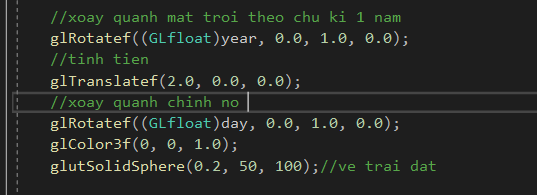 //xoay quanh mat troi theo chu ki 1 nam
glRotatef((GLfloat)year, 0.0, 1.0, 0.0);
//tinh tien
glTranslatef(2.0, 0.0, 0.0);
//xoay quanh chinh no
glRotatef((GLfloat)day, 0.0, 1.0, 0.0);
glColor3f(0, 0, 1.0);
glutSolidSphere(0.2, 50, 100);//ve trai dat